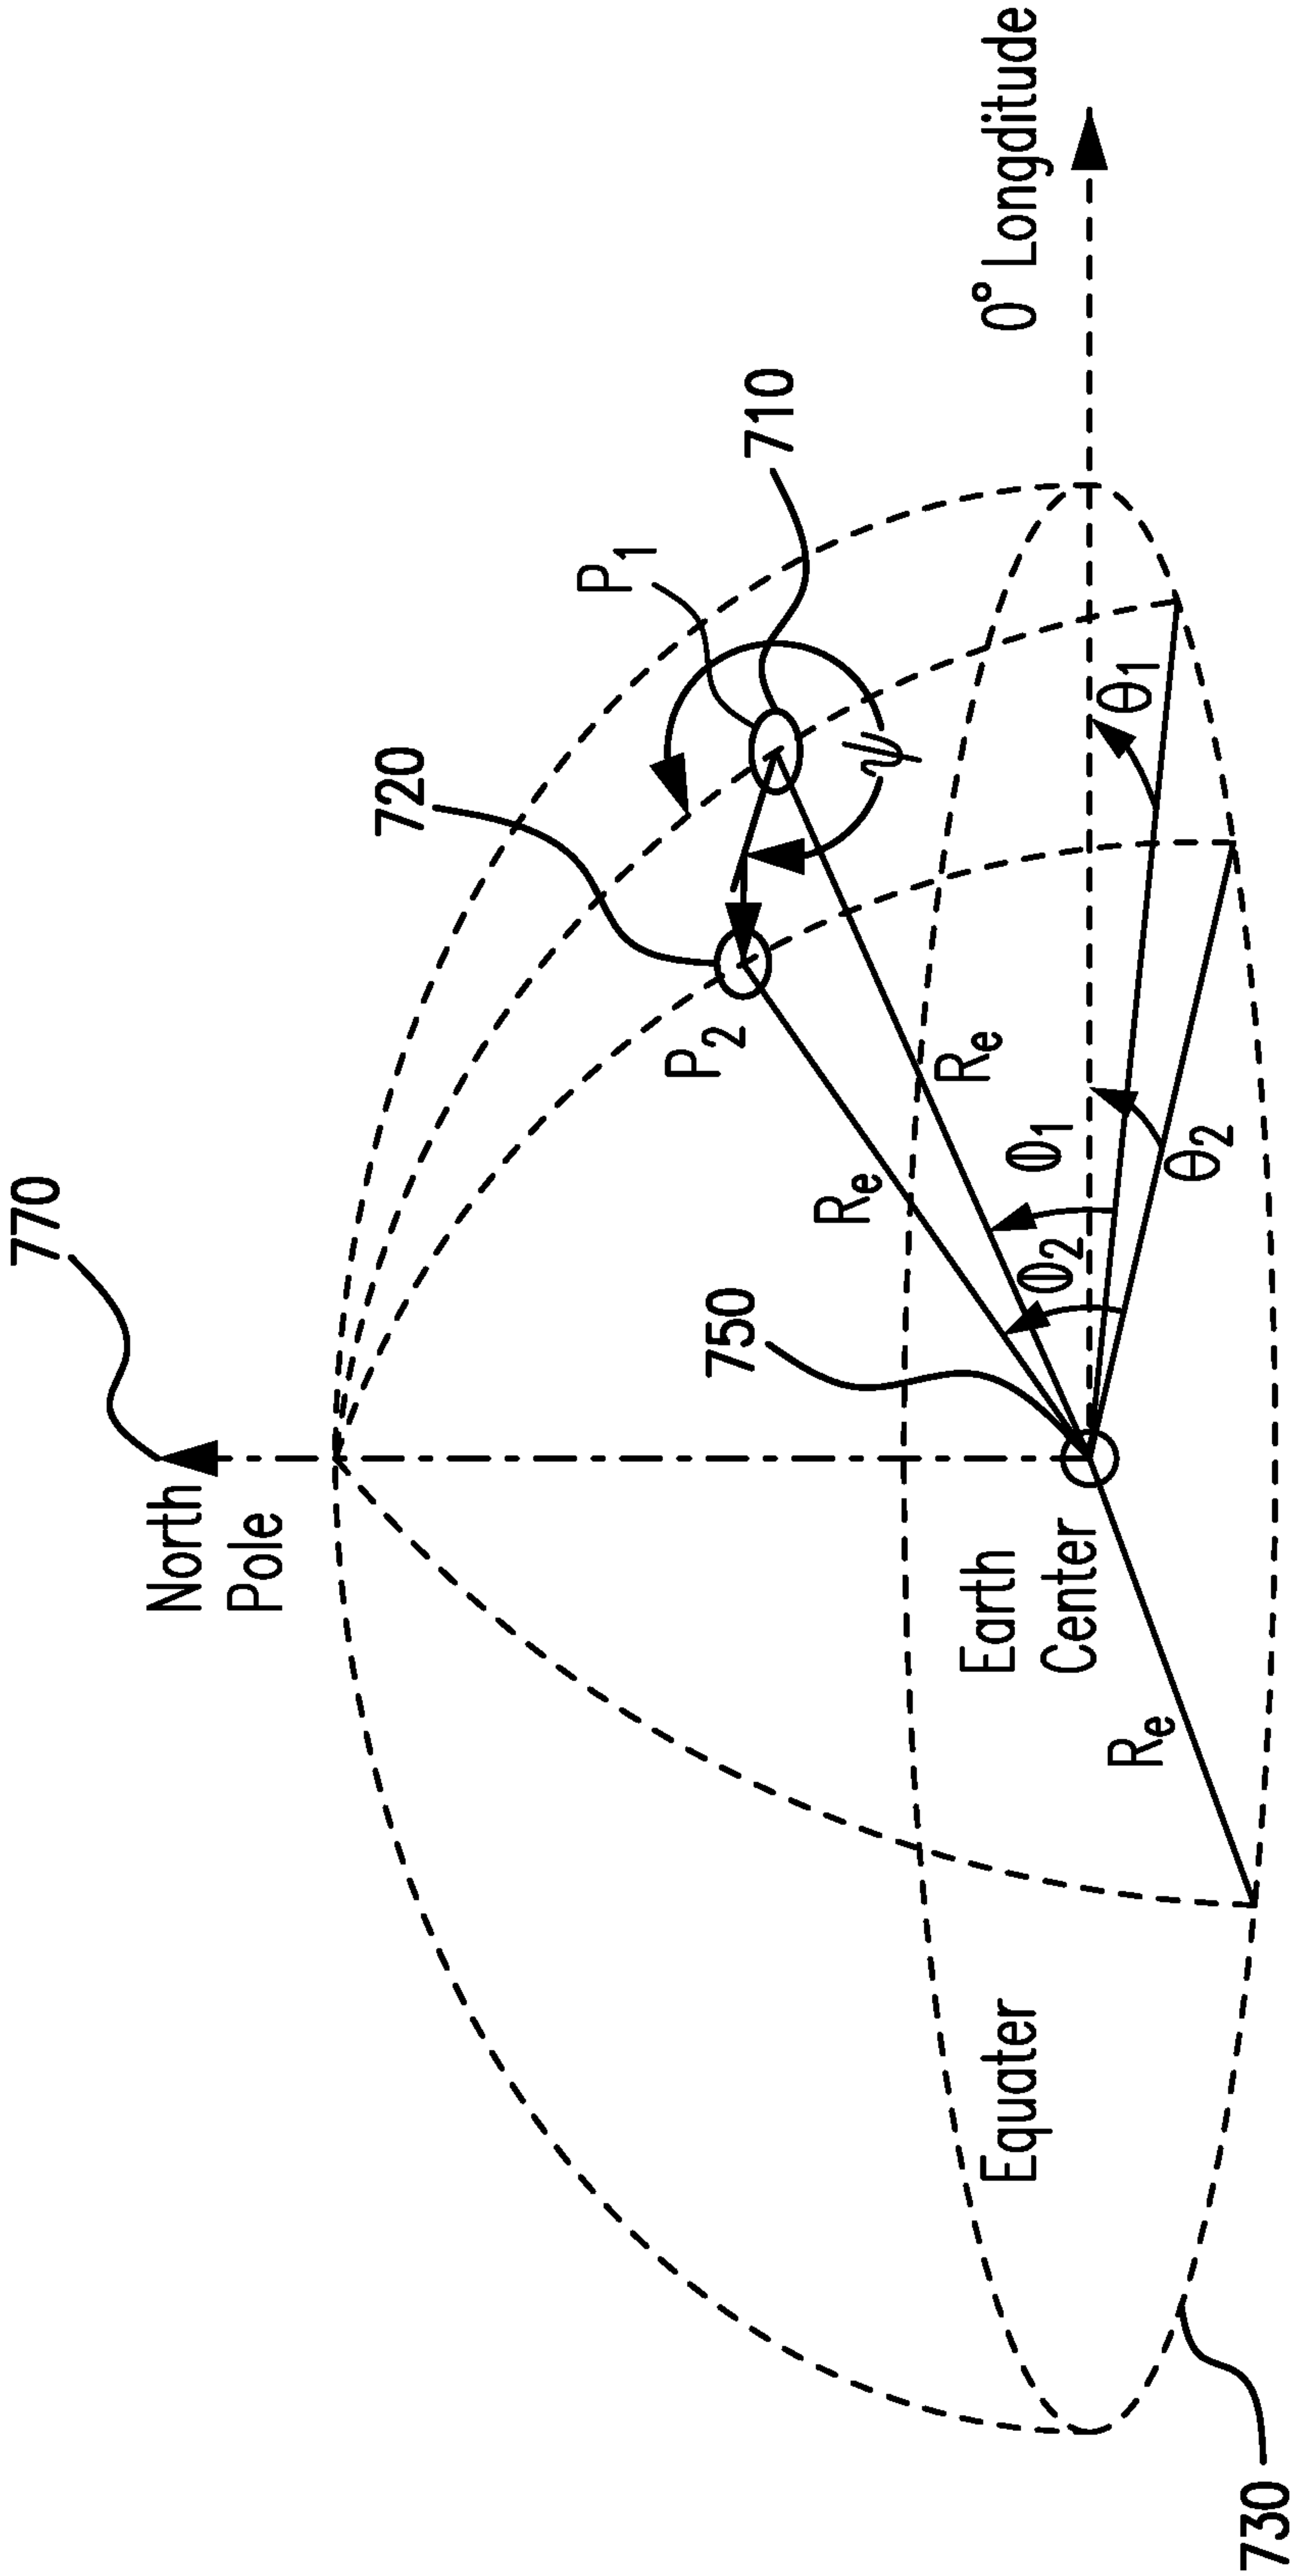 770
North
Pole
720
P1
710
P2
ψ
750
Re
Re
Φ1
Φ2
θ1
θ2
0° Longditude
Earth
Center
Re
Equater
730